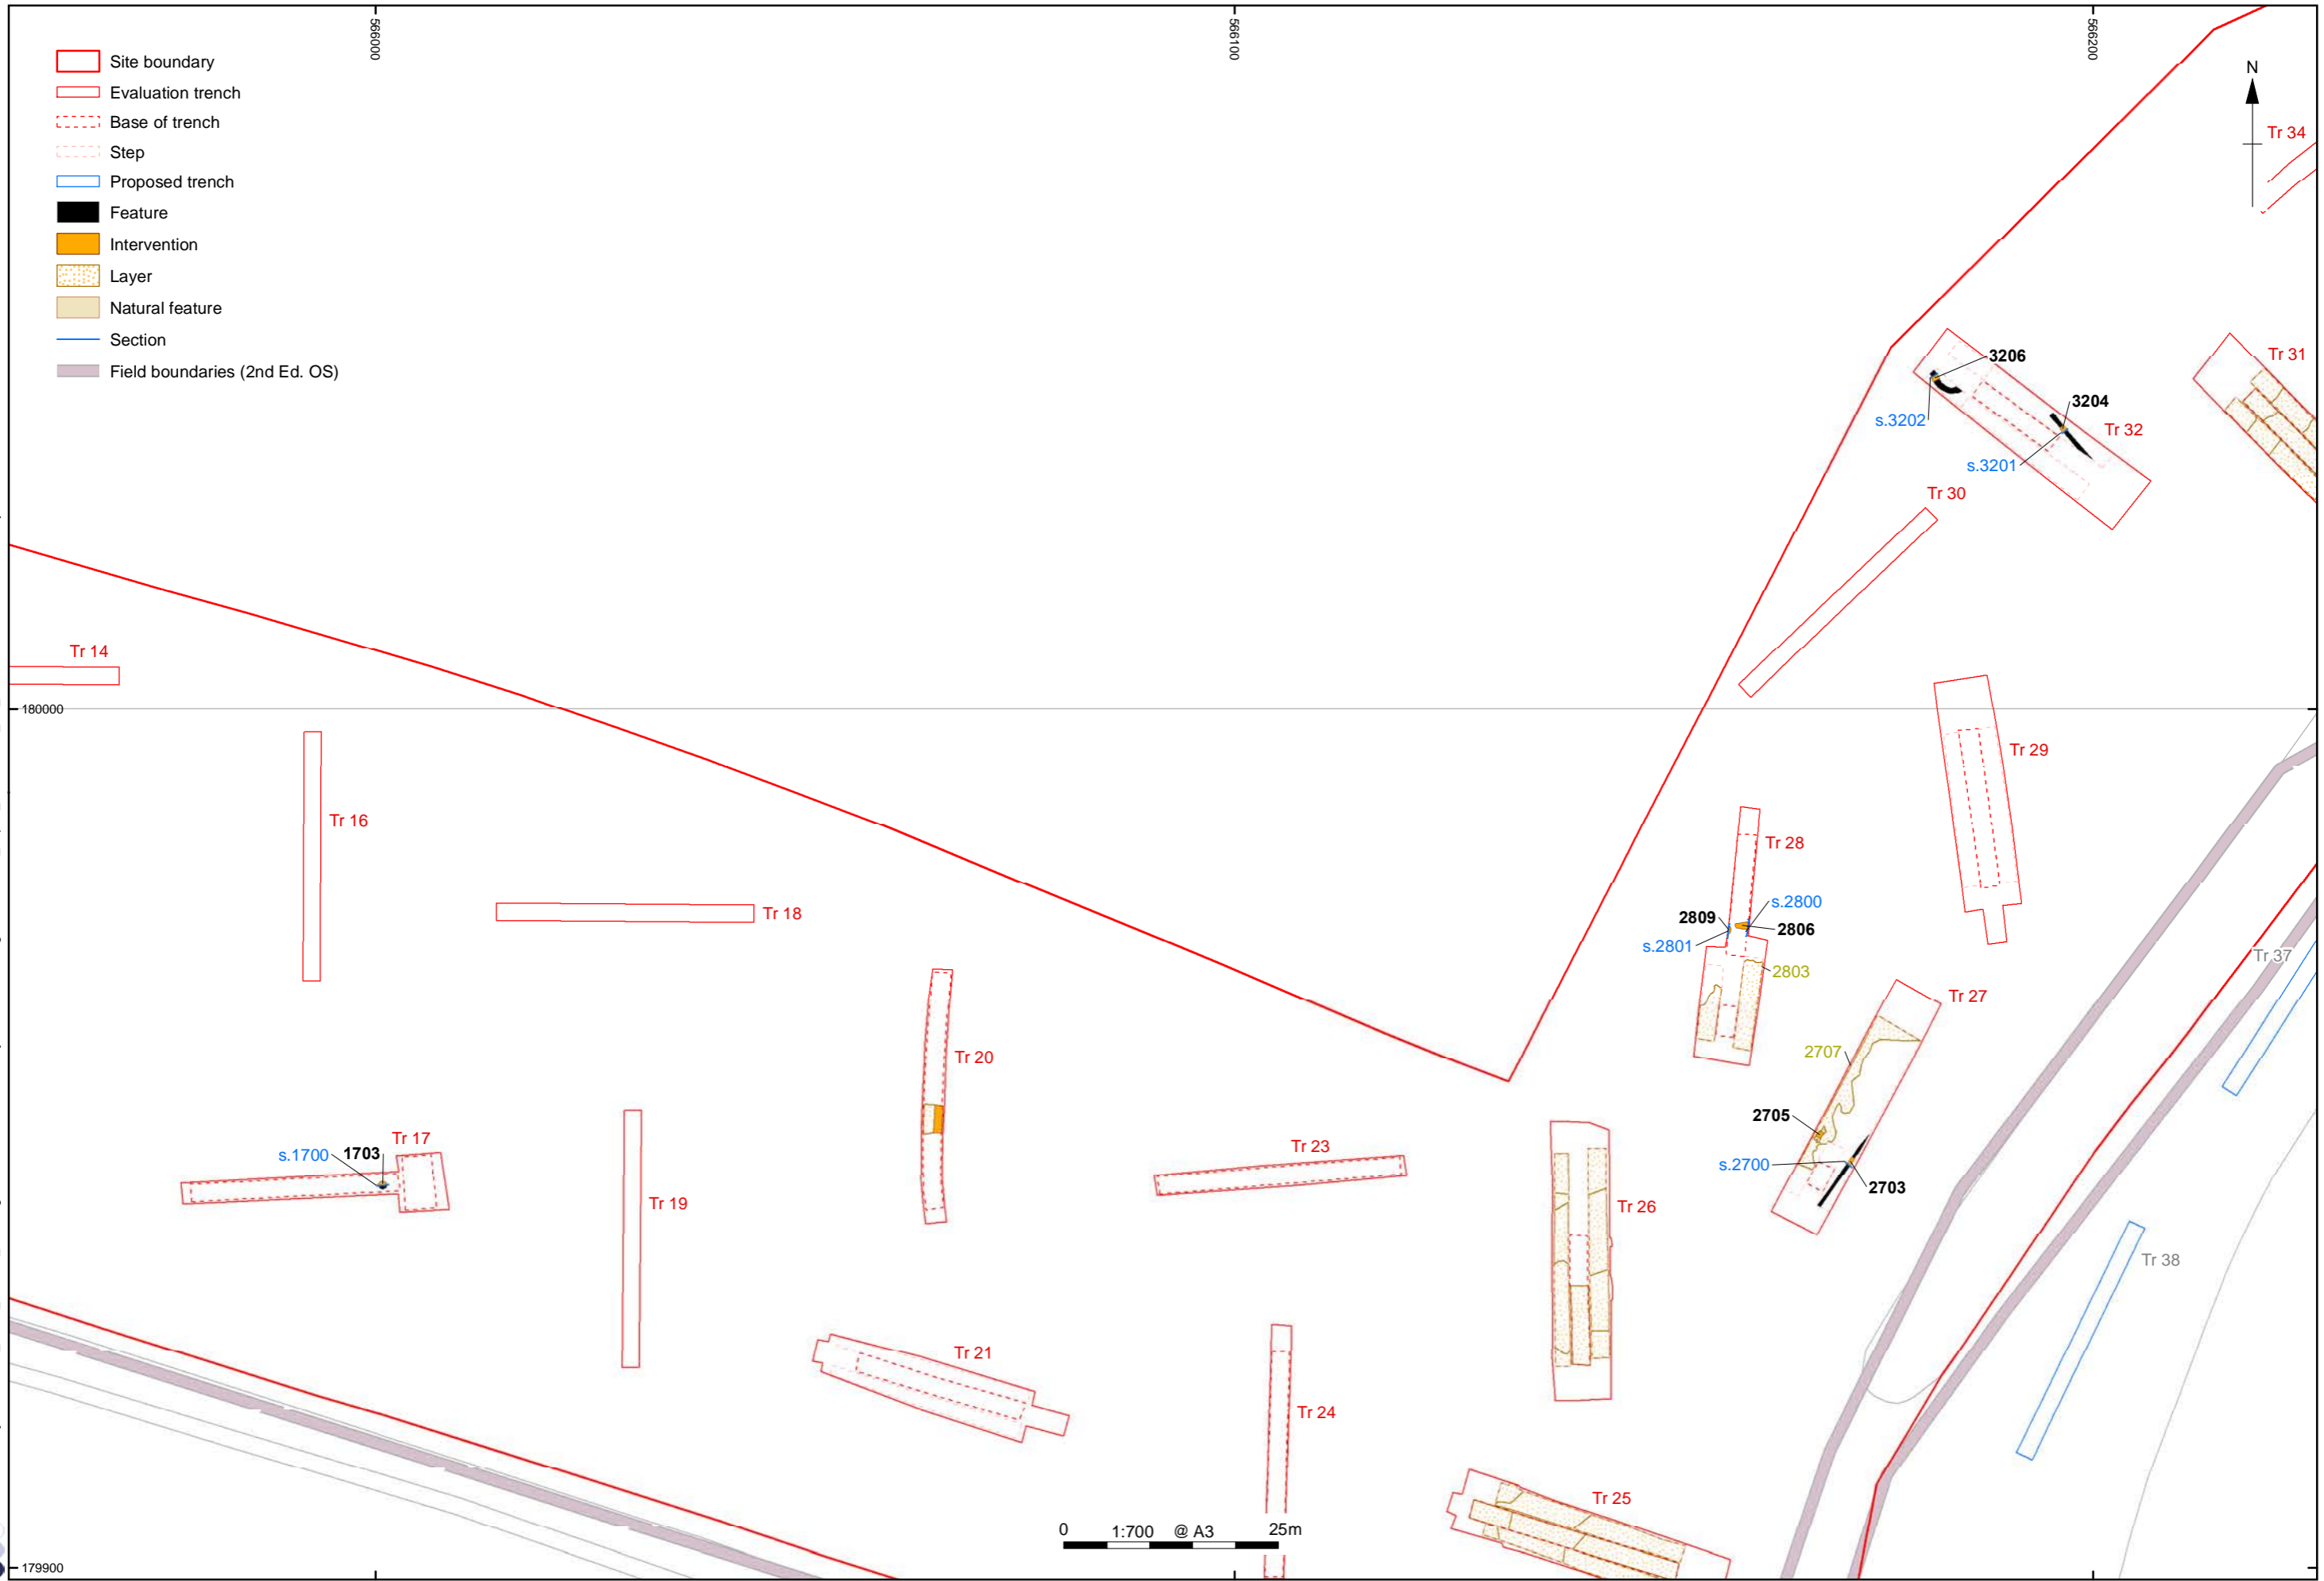 566000
566100
566200
Site boundary
Evaluation trench
Base of trench
Step
Proposed trench
Feature
Intervention
Layer
Natural feature
Section
Field boundaries (2nd Ed. OS)
N
Tr 34
3206
Tr 31
3204
s.3202
Tr 32
s.3201
Tr 30
Tr 14
180000
Tr 29
Tr 16
Tr 28
s.2800
Tr 18
2809
2806
s.2801
Tr 37
2803
Tr 27
Tr 20
2707
2705
Tr 17
s.1700
1703
Tr 23
s.2700
2703
Tr 19
Tr 26
Tr 38
Tr 21
Tr 24
Tr 25
0 1:700 @ A3 25m
179900